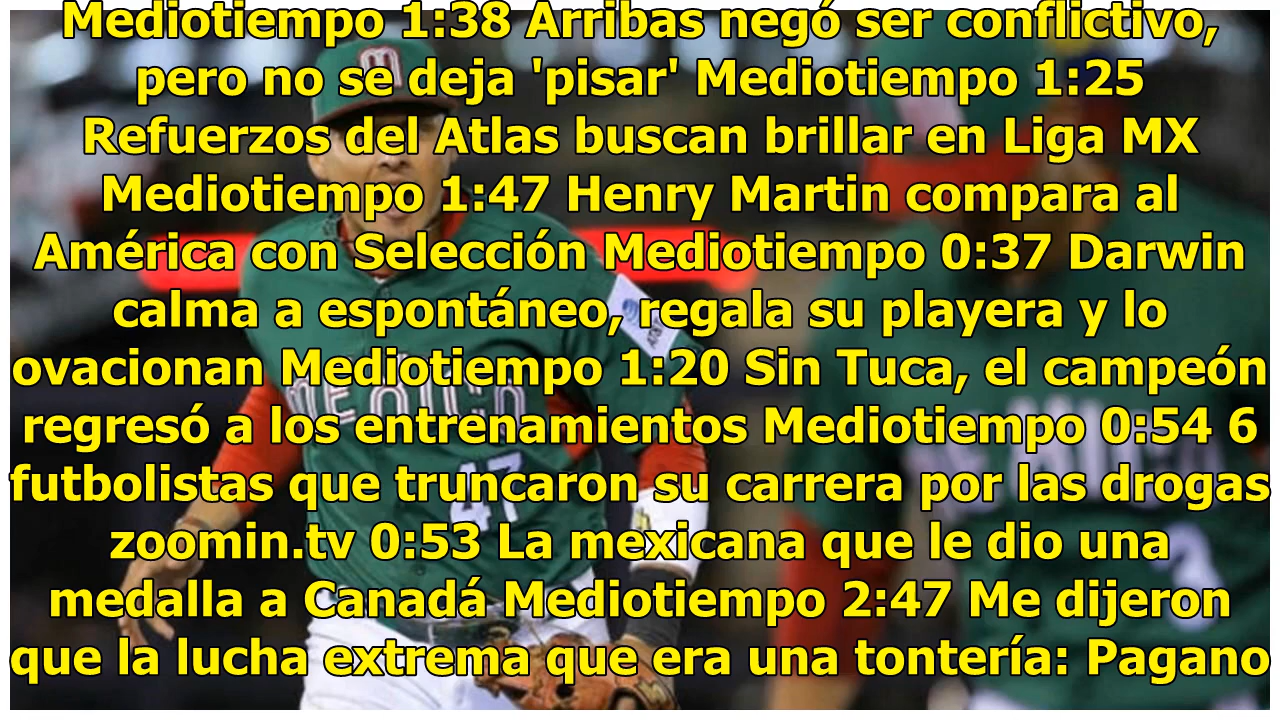 Mediotiempo 1:38 Arribas negó ser conflictivo,
pero no se deja 'pisar' Mediotiempo 1:25
Refuerzos del Atlas buscan brillar en Liga MX
Mediotiempo 1:47 Henry Martin compara al
América con Selección Mediotiempo 0:37 Darwin
calma a espontáneo, regala su playera y lo
ovacionan Mediotiempo 1:20 Sin Tuca, el campeón
regresó a los entrenamientos Mediotiempo 0:54 6
futbolistas que truncaron su carrera por las drogas
zoomin.tv 0:53 La mexicana que le dio una
medalla a Canadá Mediotiempo 2:47 Me dijeron
que la lucha extrema que era una tontería: Pagano
MEXICO
47
3